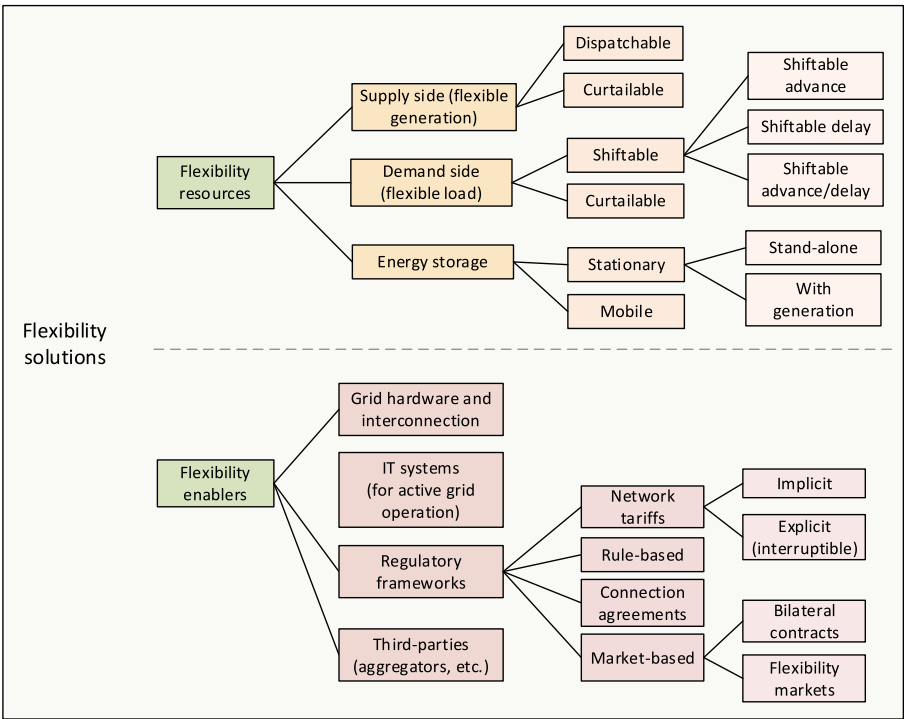 Flexibility
solutions
Flexibility
resources
Supply side (flexible
generation)
Dispatchable
Curtailable
Demand side
(flexible load)
Shiftable
Shiftable
advance
Shiftable delay
Shiftable
advance/delay
Curtailable
Energy storage
Stationary
Stand-alone
With
generation
Mobile
Flexibility
enablers
Grid hardware and
interconnection
IT systems
(for active grid
operation)
Regulatory
frameworks
Network
tariffs
Implicit
Explicit
(interruptible)
Rule-based
Connection
agreements
Market-based
Bilateral
contracts
Flexibility
markets
Third-parties
(aggregators, etc.)